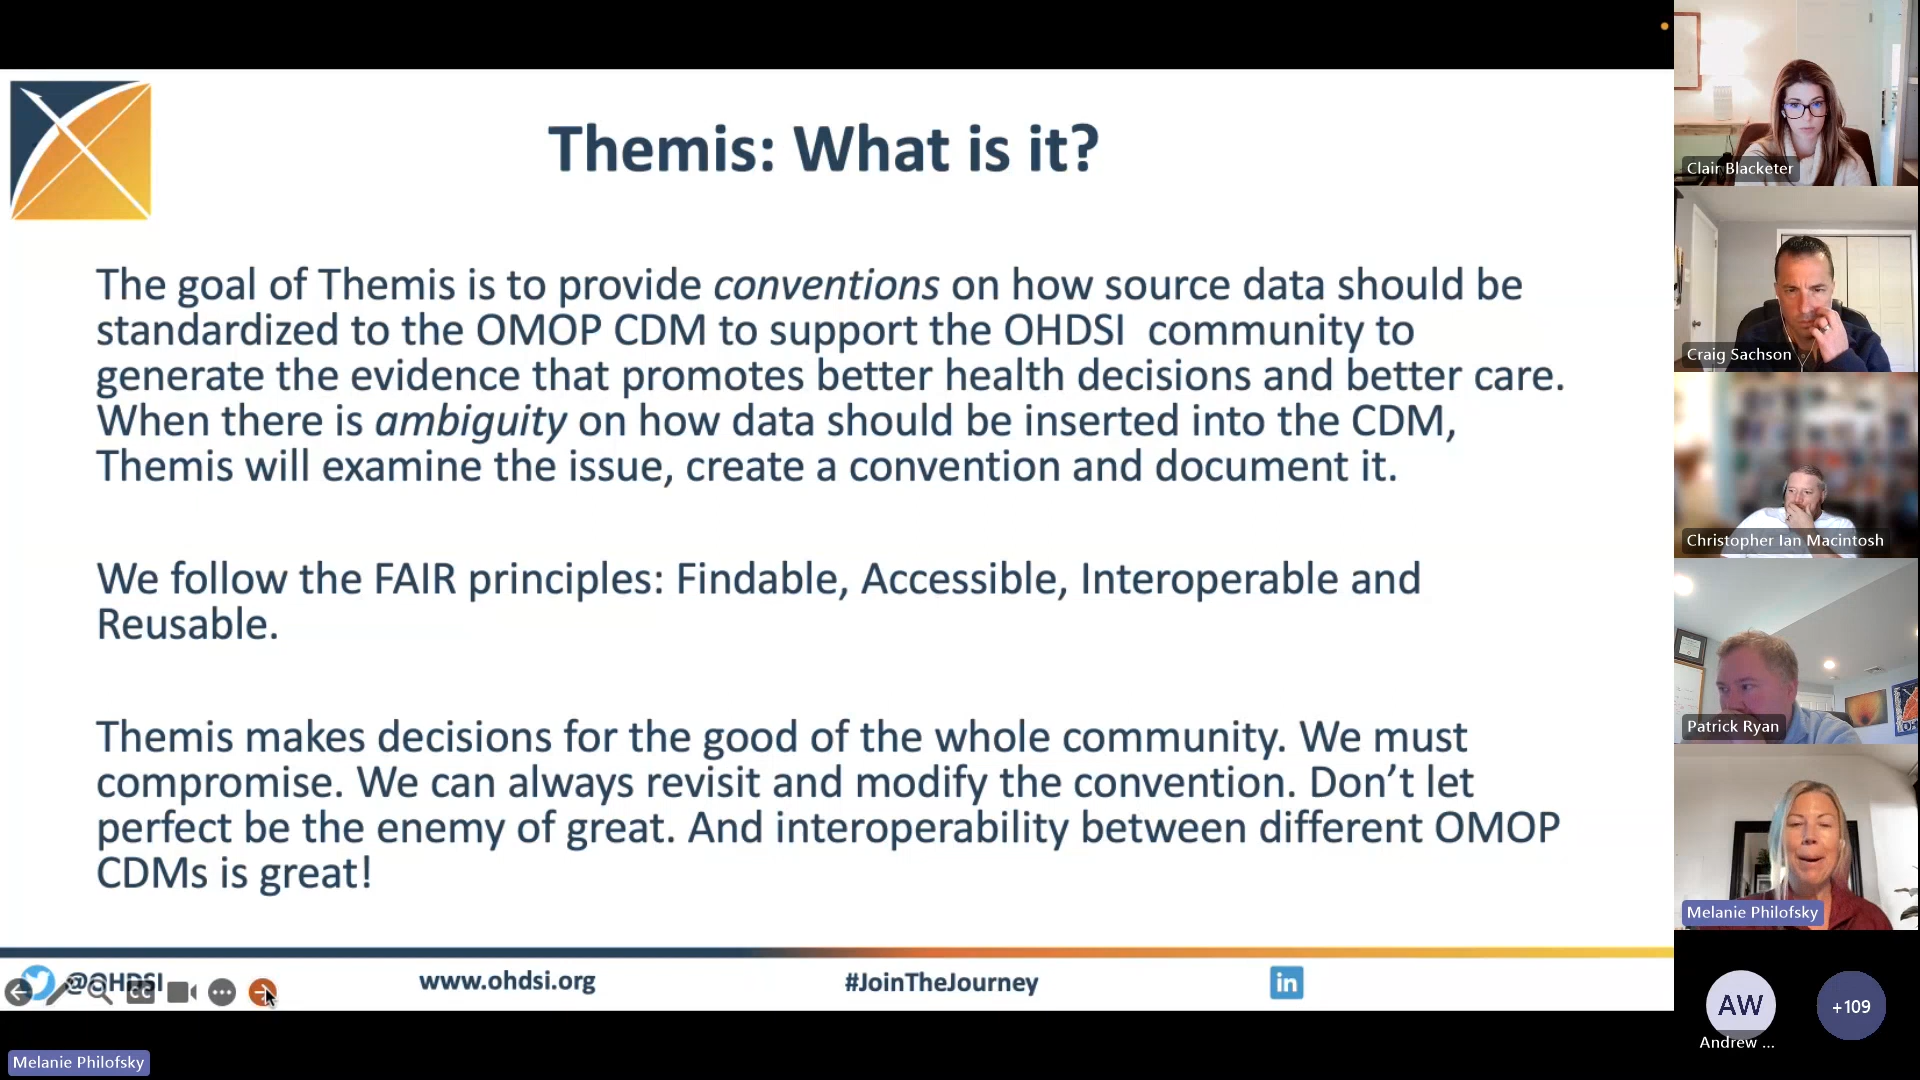 Themis: What is it?
The goal of Themis is to provide conventions on how source data should be
standardized to the OMOP CDM to support the OHDSI community to
generate the evidence that promotes better health decisions and better care.
When there is ambiguity on how data should be inserted into the CDM,
Themis will examine the issue, create a convention and document it.
We follow the FAIR principles: Findable, Accessible, Interoperable and
Reusable.
Themis makes decisions for the good of the whole community. We must
compromise. We can always revisit and modify the convention. Don’t let
perfect be the enemy of great. And interoperability between different OMOP
CDMs is great!
@OHDSI
CC
www.ohdsi.org
#JoinTheJourney
in
Melanie Philofsky
Clair Blacketer
Craig Sachson
Christopher Ian Macintosh
Patrick Ryan
Melanie Philofsky
AW
Andrew ...
+109